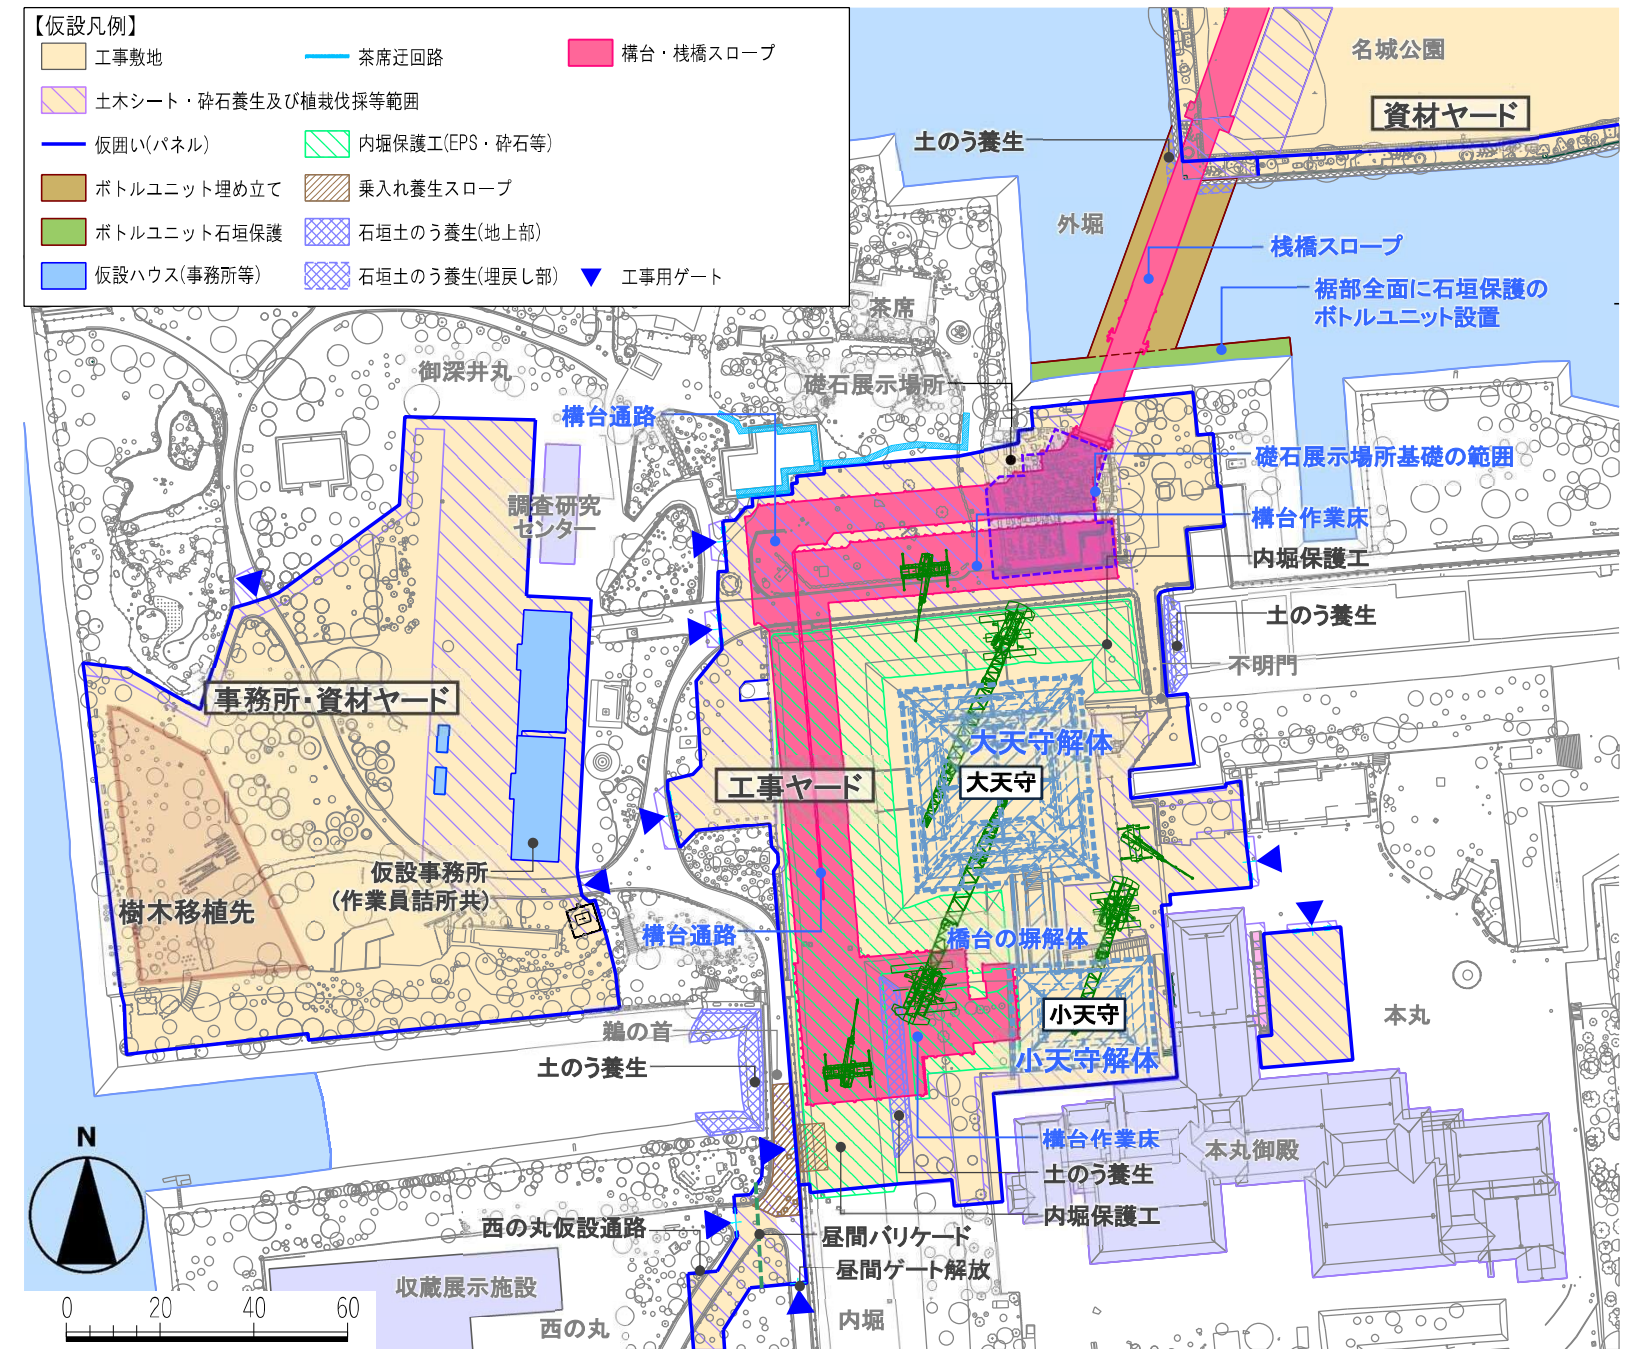 【仮設凡例】
工事敷地
茶席迂回路
構台・桟橋スロープ
土木シート・砕石養生及び植栽伐採等範囲
仮囲い(パネル)
内堀保護工(EPS・砕石等)
ボトルユニット埋め立て
乗入れ養生スロープ
ボトルユニット石垣保護
石垣土のう養生(地上部)
仮設ハウス(事務所等)
石垣土のう養生(埋戻し部)
工事用ゲート
名城公園
資材ヤード
土のう養生
外堀
桟橋スロープ
裾部全面に石垣保護の
ボトルユニット設置
茶席
御深井丸
礎石展示場所
構台通路
礎石展示場所基礎の範囲
調査研究
センター
構台作業床
内堀保護工
土のう養生
不明門
事務所・資材ヤード
大天守解体
工事ヤード
大天守
仮設事務所
(作業員詰所共)
樹木移植先
構台通路
橋台の塀解体
小天守
本丸
鵜の首
小天守解体
土のう養生
N
構台作業床
本丸御殿
土のう養生
内堀保護工
西の丸仮設通路
昼間バリケード
昼間ゲート解放
収蔵展示施設
0 20 40 60
西の丸
内堀